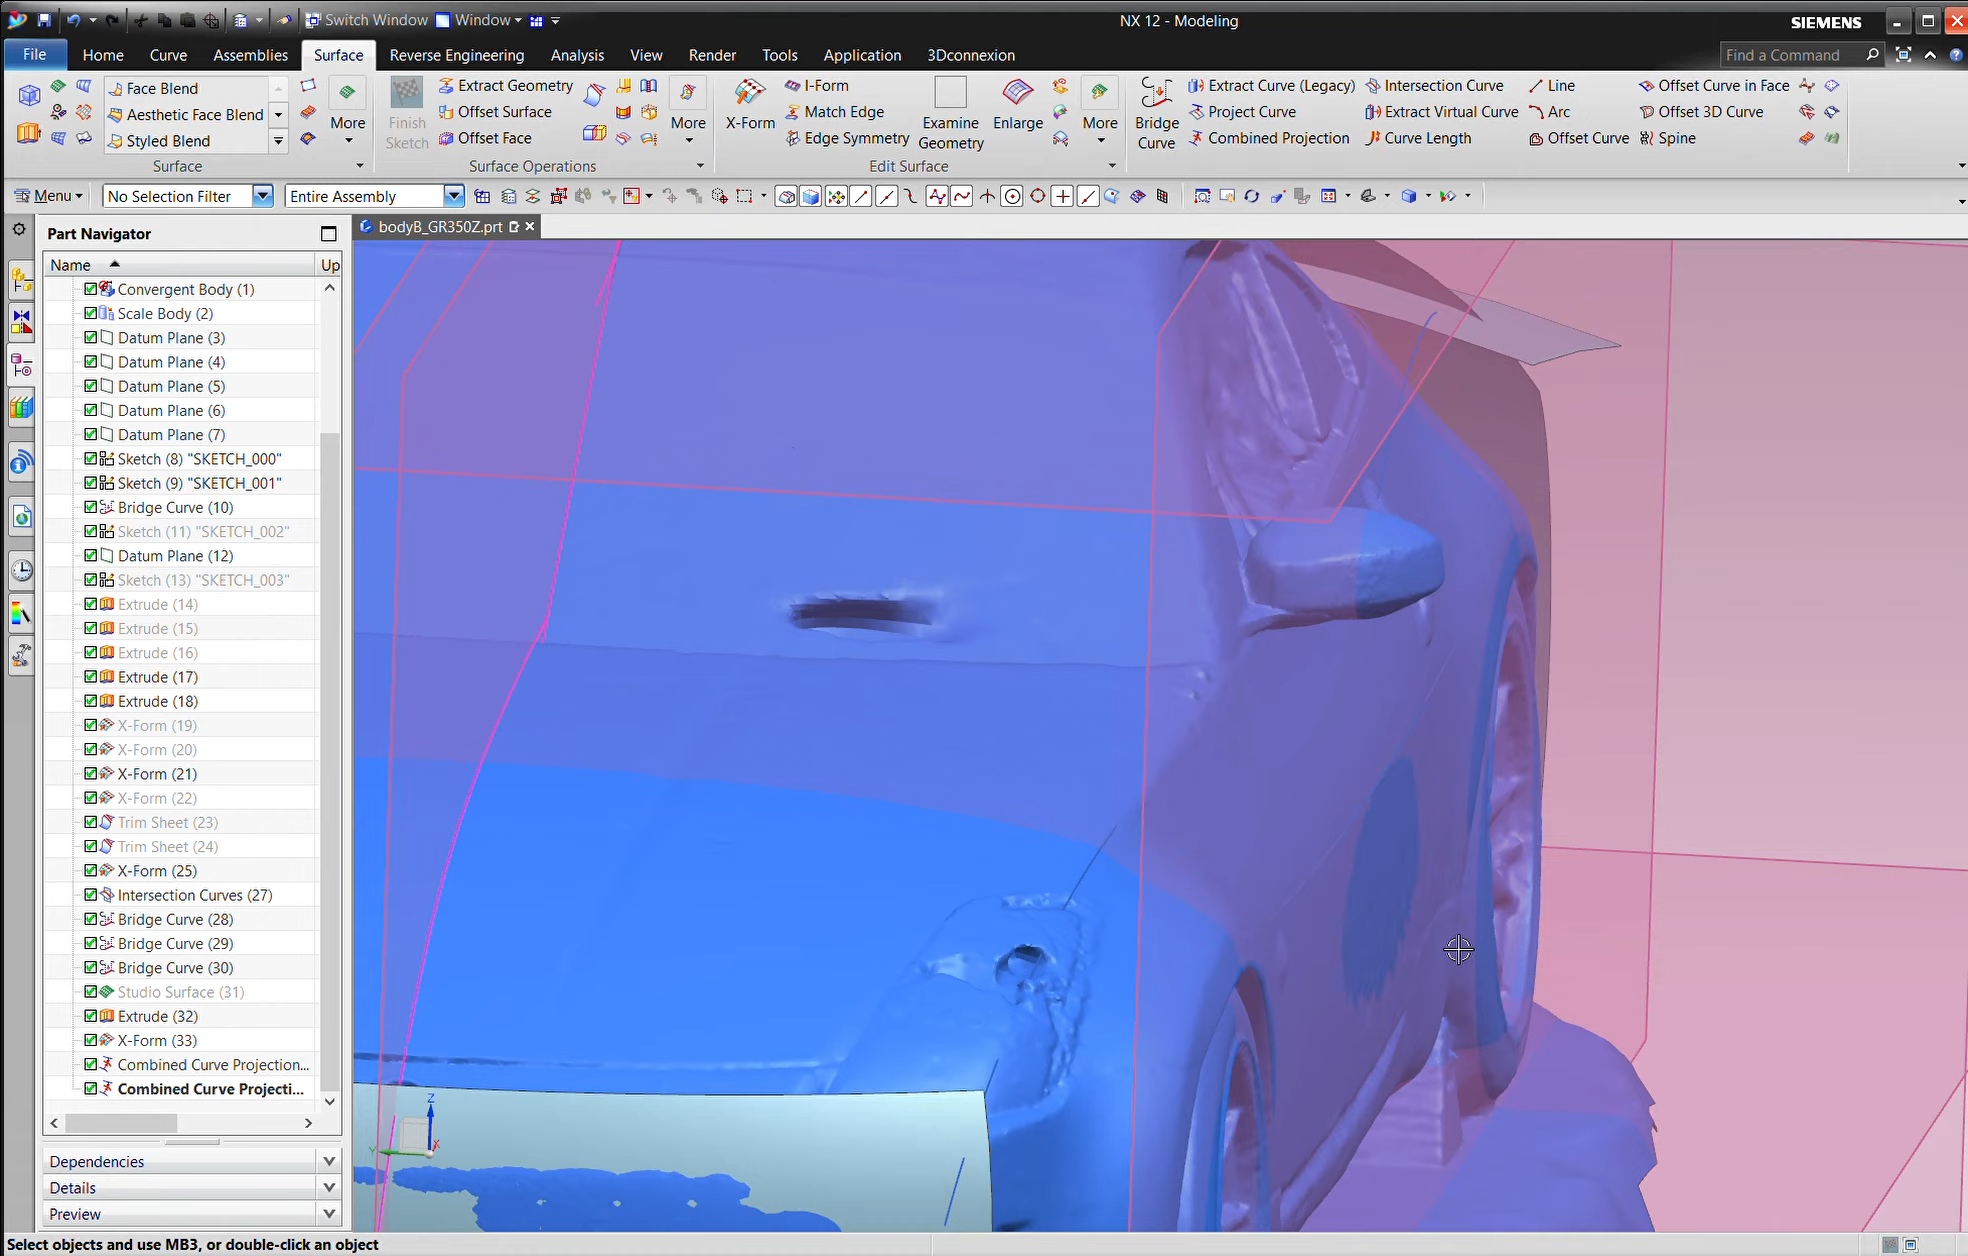 Switch Window Window NX 12 - Modeling SIEMENS
File Home Curve Assemblies Surface Reverse Engineering Analysis View Render Tools Application 3Dconnexion Find a Command
Face Blend
Aesthetic Face Blend
Styled Blend
More
Surface
Finish Sketch
Extract Geometry
Offset Surface
Offset Face
More
Surface Operations
X-Form
I-Form
Match Edge
Edge Symmetry
Examine Geometry
Enlarge
More
Edit Surface
Bridge Curve
Extract Curve (Legacy)
Project Curve
Combined Projection
Intersection Curve
Extract Virtual Curve
Curve Length
Line
Arc
Offset Curve
Offset Curve in Face
Offset 3D Curve
Spine
Menu No Selection Filter Entire Assembly
Part Navigator
bodyB_GR350Z.prt
Name Up
Convergent Body (1)
Scale Body (2)
Datum Plane (3)
Datum Plane (4)
Datum Plane (5)
Datum Plane (6)
Datum Plane (7)
Sketch (8) "SKETCH_000"
Sketch (9) "SKETCH_001"
Bridge Curve (10)
Sketch (11) "SKETCH_002"
Datum Plane (12)
Sketch (13) "SKETCH_003"
Extrude (14)
Extrude (15)
Extrude (16)
Extrude (17)
Extrude (18)
X-Form (19)
X-Form (20)
X-Form (21)
X-Form (22)
Trim Sheet (23)
Trim Sheet (24)
X-Form (25)
Intersection Curves (27)
Bridge Curve (28)
Bridge Curve (29)
Bridge Curve (30)
Studio Surface (31)
Extrude (32)
X-Form (33)
Combined Curve Projection...
Combined Curve Projecti...
Dependencies
Details
Preview
Z
Y
X
Select objects and use MB3, or double-click an object